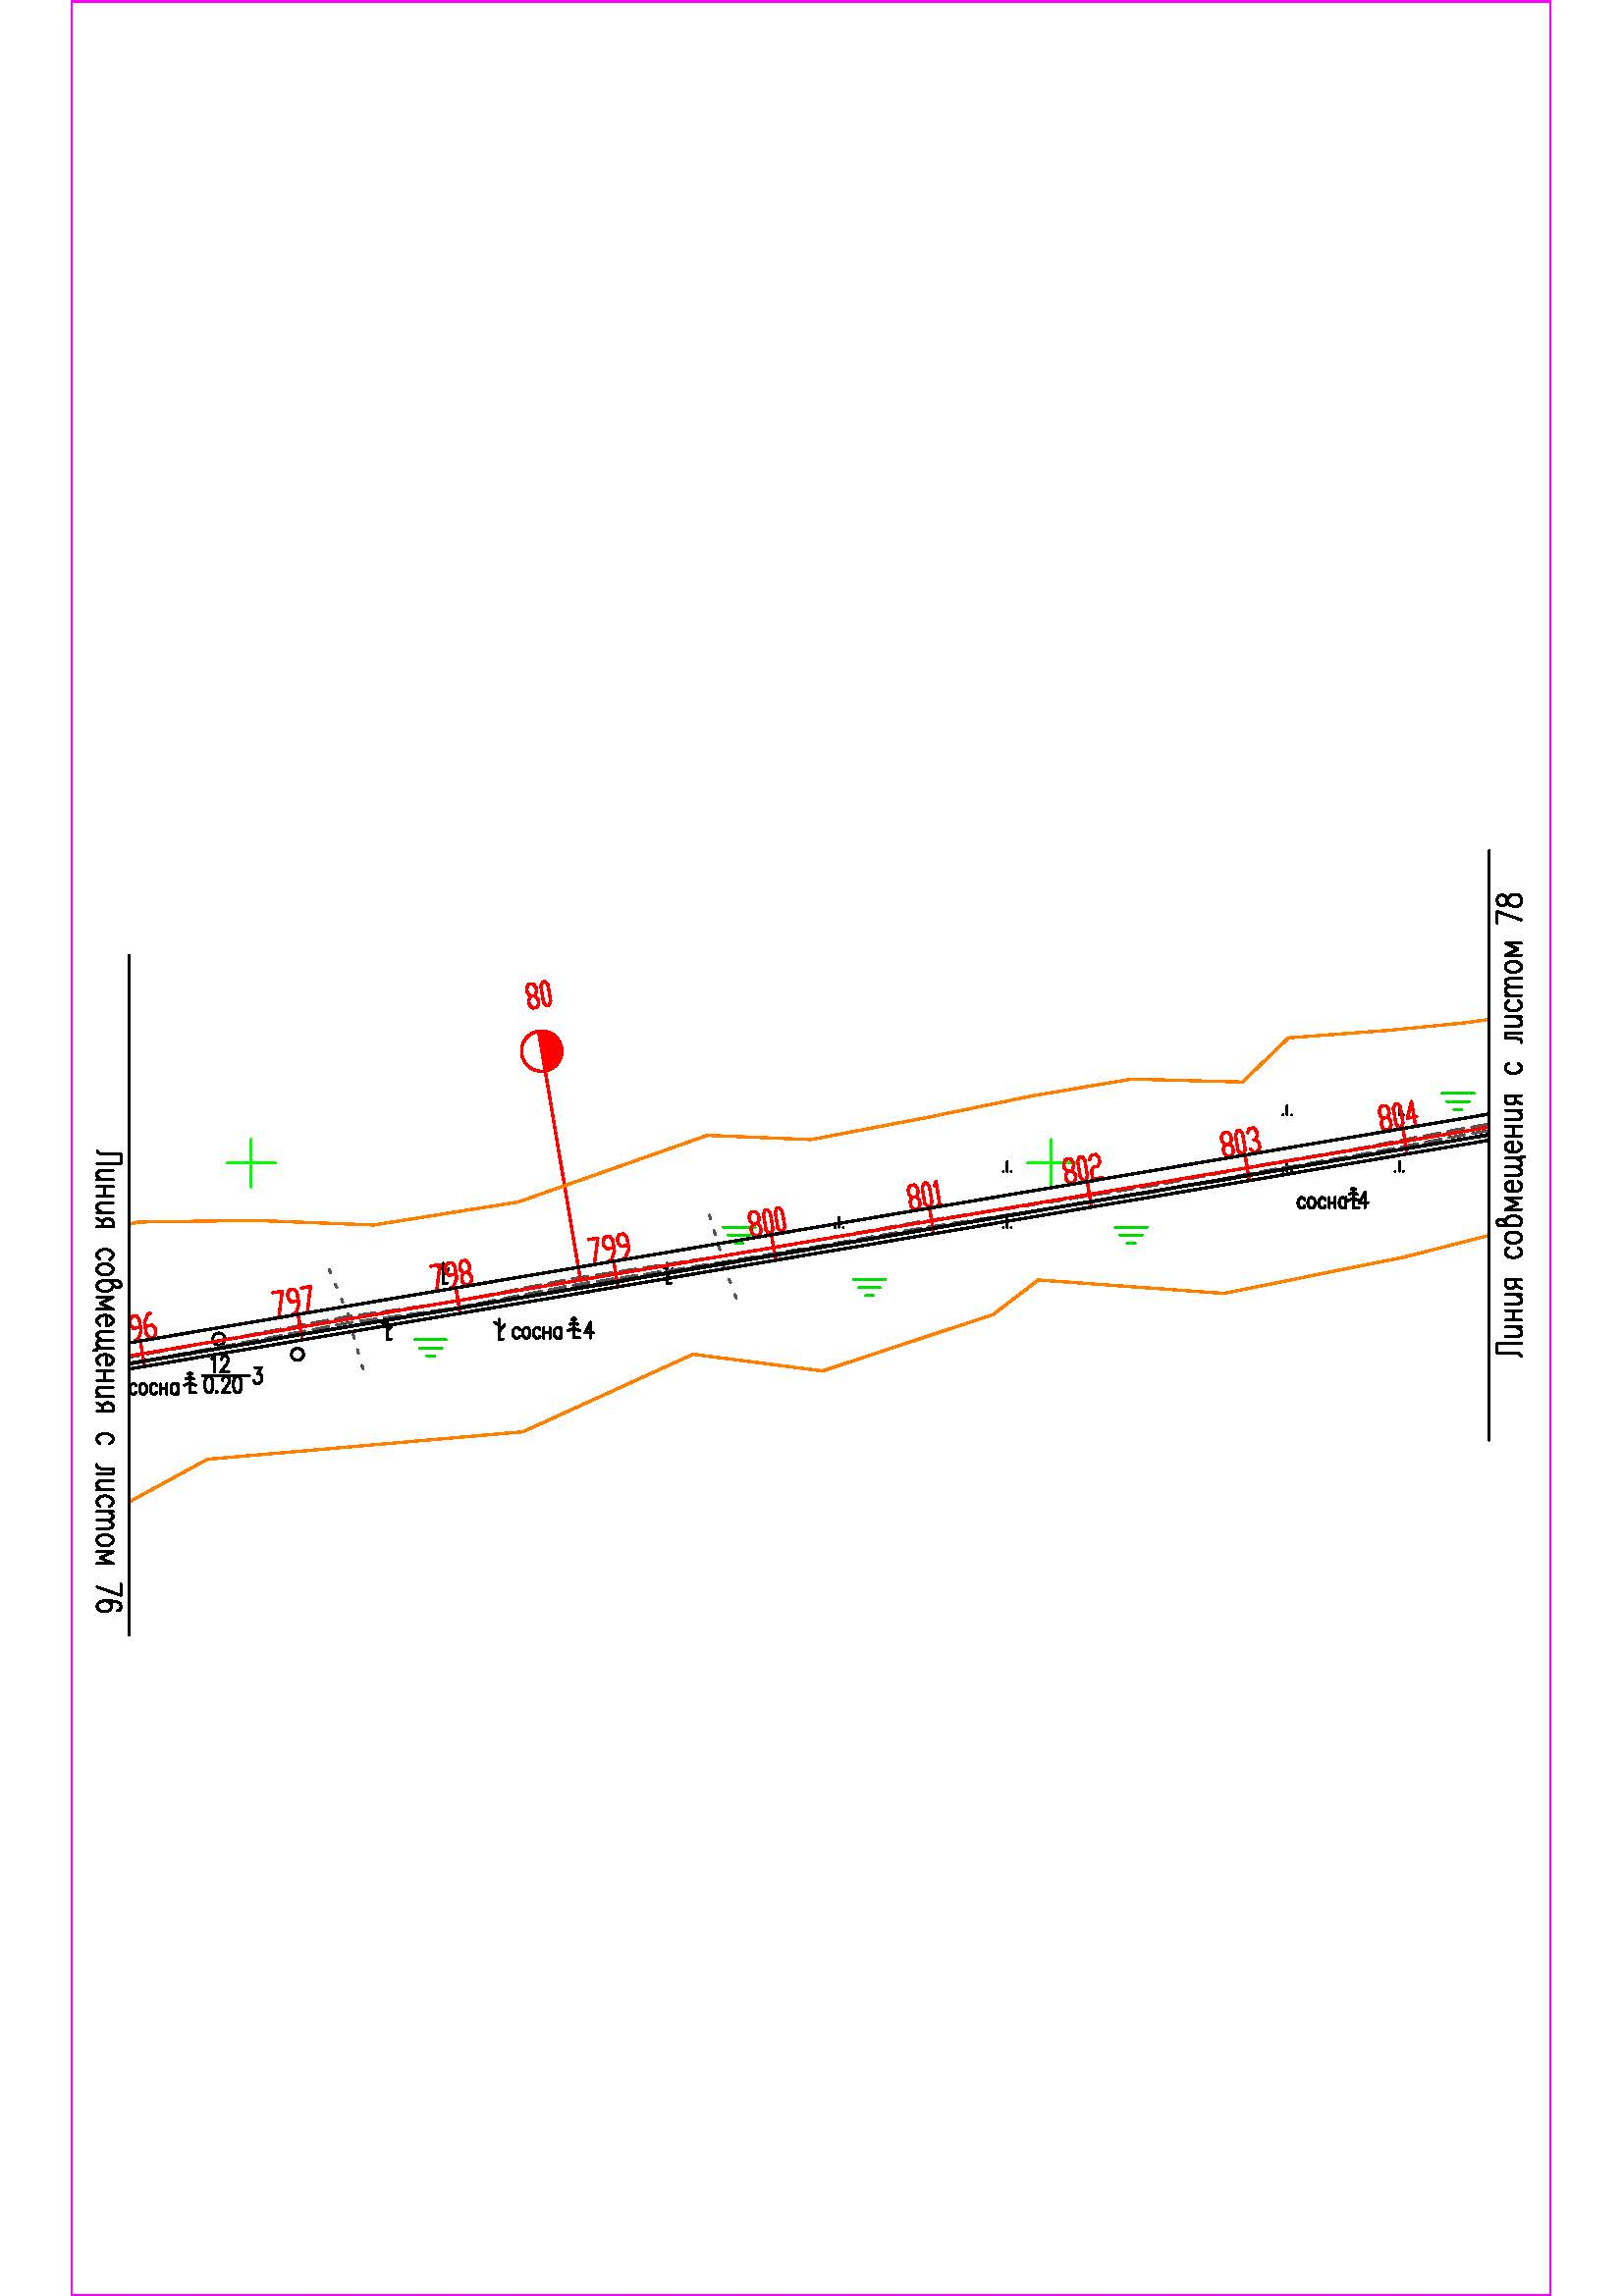 Линия совмещения с листом 78
80
804
803
802
801
800
799
798
797
96
сосна 4
сосна 4
сосна 12 3
0.20
Линия совмещения с листом 76